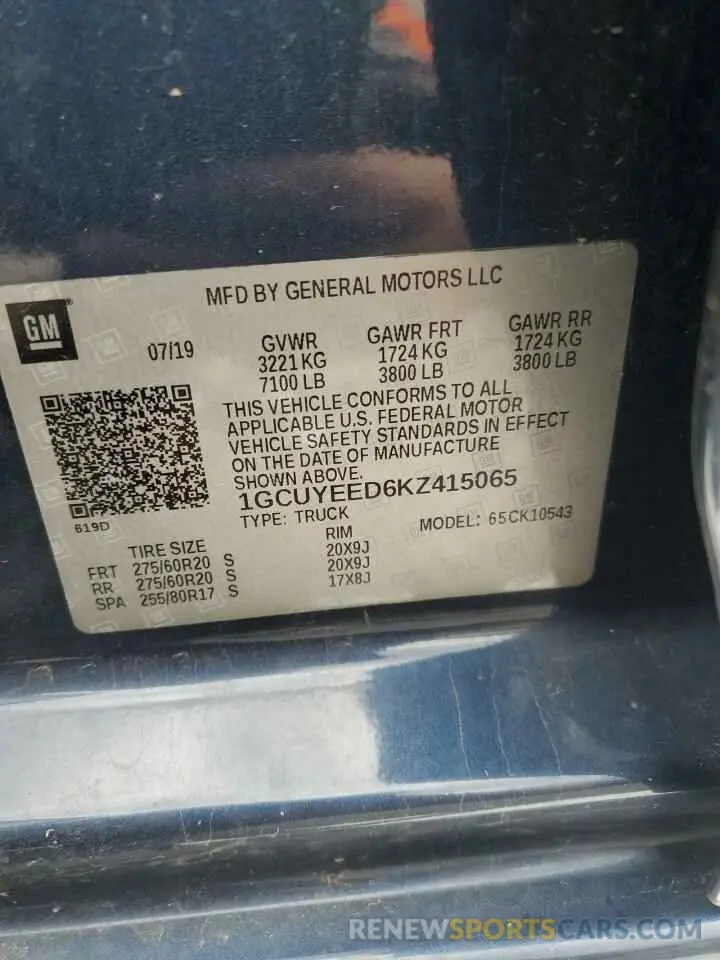 MFD BY GENERAL MOTORS LLC
GM
07/19
GVWR GAWR FRT GAWR RR
3221 KG 1724 KG 1724 KG
7100 LB 3800 LB 3800 LB
THIS VEHICLE CONFORMS TO ALL
APPLICABLE U.S. FEDERAL MOTOR
VEHICLE SAFETY STANDARDS IN EFFECT
ON THE DATE OF MANUFACTURE
SHOWN ABOVE.
1GCUYEED6KZ415065
619D
TYPE: TRUCK MODEL: 65CK10543
TIRE SIZE RIM
FRT 275/60R20 S 20X9J
RR 275/60R20 S 20X9J
SPA 255/80R17 S 17X8J
RENEWSPORTSCARS.COM